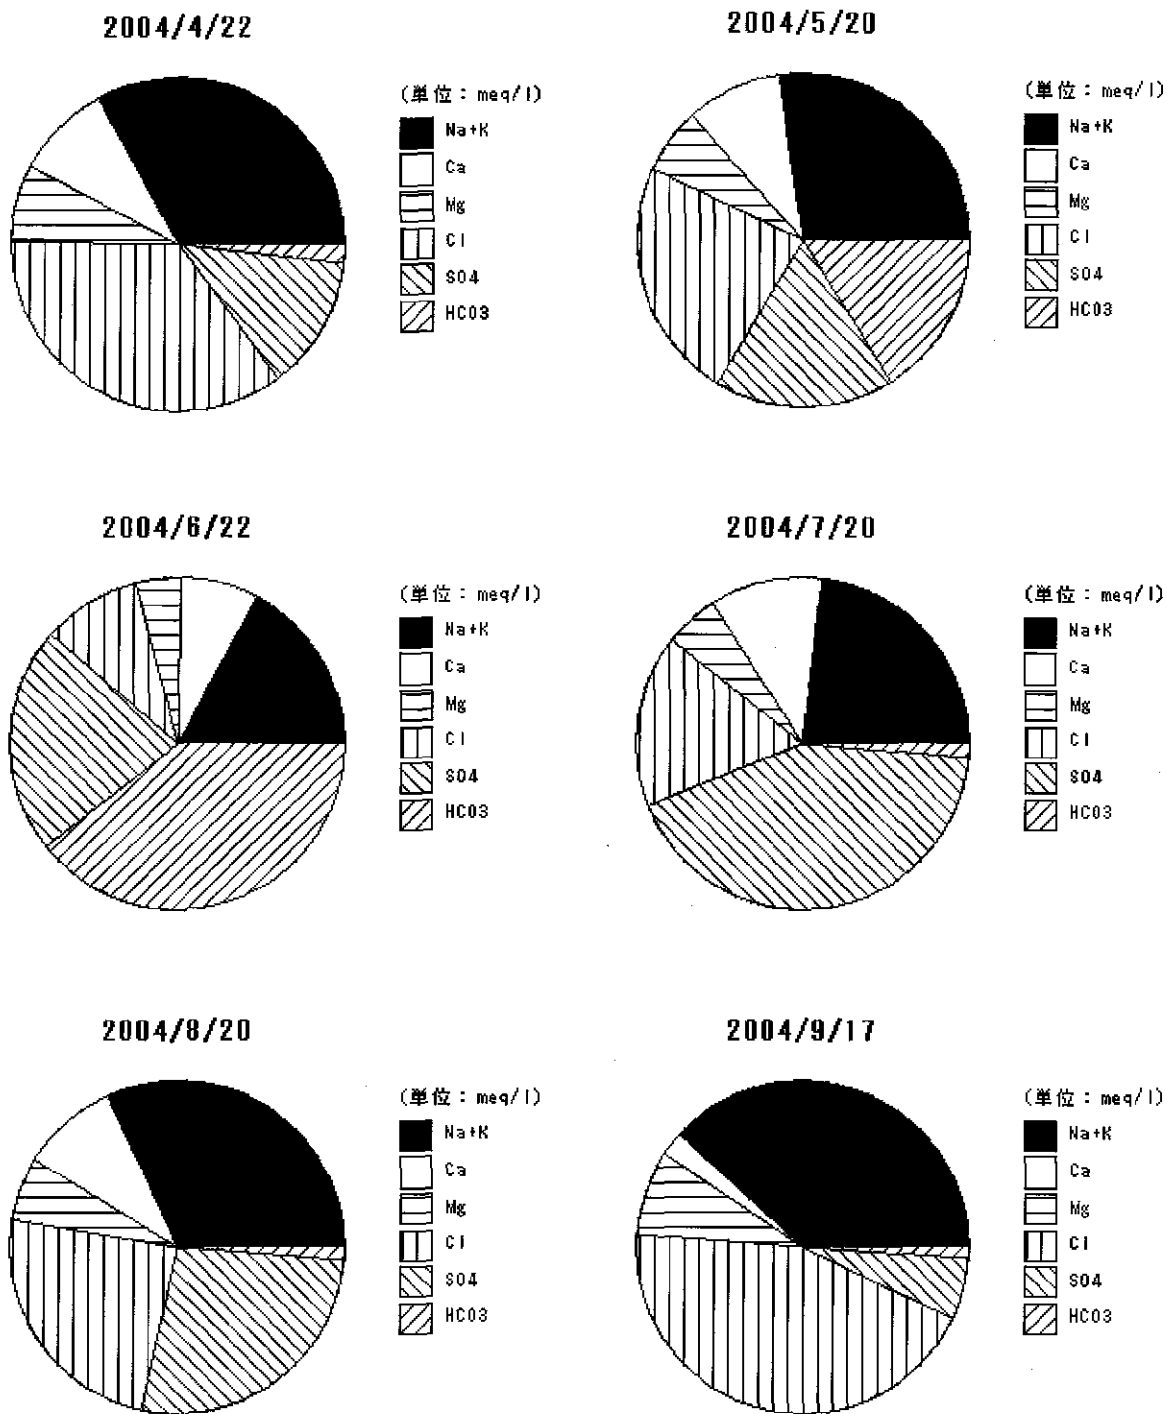 2004/4/22
(単位：meq/l)
Na+K
Ca
Mg
Cl
SO4
HCO3
2004/5/20
(単位：meq/l)
Na+K
Ca
Mg
Cl
SO4
HCO3
2004/6/22
(単位：meq/l)
Na+K
Ca
Mg
Cl
SO4
HCO3
2004/7/20
(単位：meq/l)
Na+K
Ca
Mg
Cl
SO4
HCO3
2004/8/20
(単位：meq/l)
Na+K
Ca
Mg
Cl
SO4
HCO3
2004/9/17
(単位：meq/l)
Na+K
Ca
Mg
Cl
SO4
HCO3